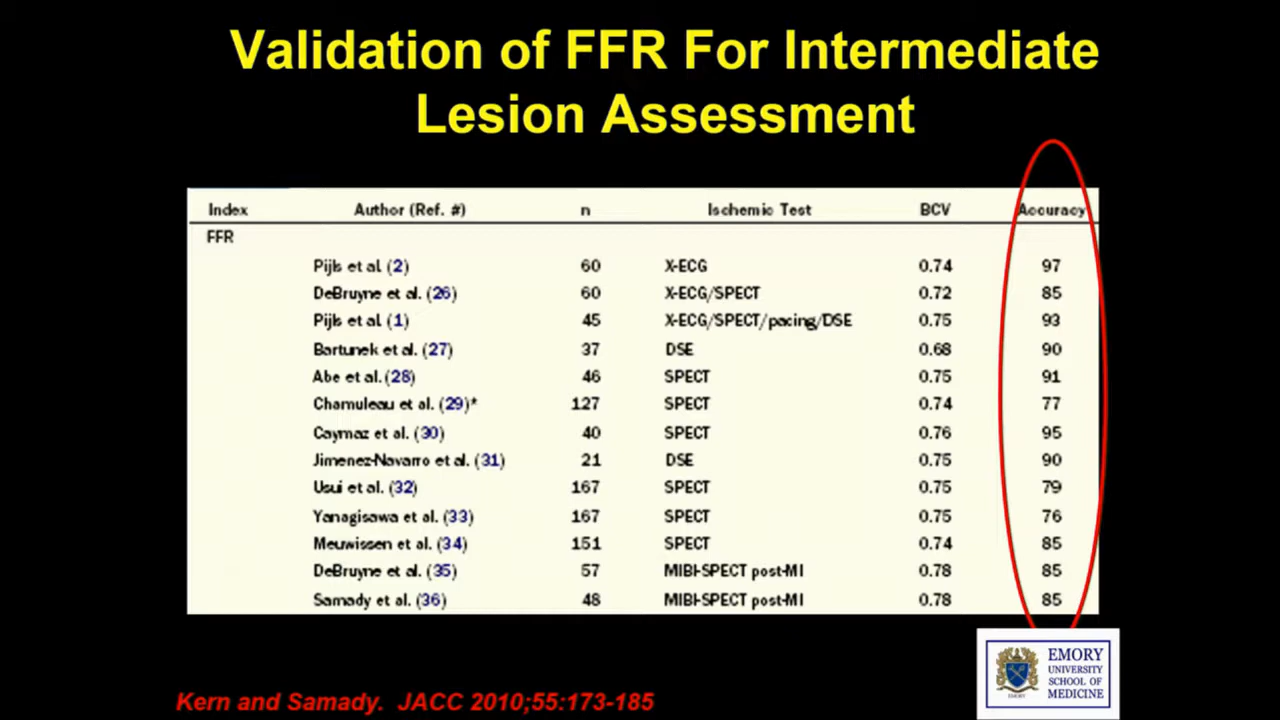 Validation of FFR For Intermediate
Lesion Assessment
Index Author (Ref. #) n Ischemic Test BCV Accuracy
FFR
Pijls et al. (2) 60 X-ECG 0.74 97
DeBruyne et al. (26) 60 X-ECG/SPECT 0.72 85
Pijls et al. (1) 45 X-ECG/SPECT/pacing/DSE 0.75 93
Bartunek et al. (27) 37 DSE 0.68 90
Abe et al. (28) 46 SPECT 0.75 91
Chamuleau et al. (29)* 127 SPECT 0.74 77
Caymaz et al. (30) 40 SPECT 0.76 95
Jimenez-Navarro et al. (31) 21 DSE 0.75 90
Usui et al. (32) 167 SPECT 0.75 79
Yanagisawa et al. (33) 167 SPECT 0.75 76
Meuwissen et al. (34) 151 SPECT 0.74 85
DeBruyne et al. (35) 57 MIBI-SPECT post-MI 0.78 85
Samady et al. (36) 48 MIBI-SPECT post-MI 0.78 85
EMORY
UNIVERSITY
SCHOOL OF
MEDICINE
EMORY
Kern and Samady. JACC 2010;55:173-185